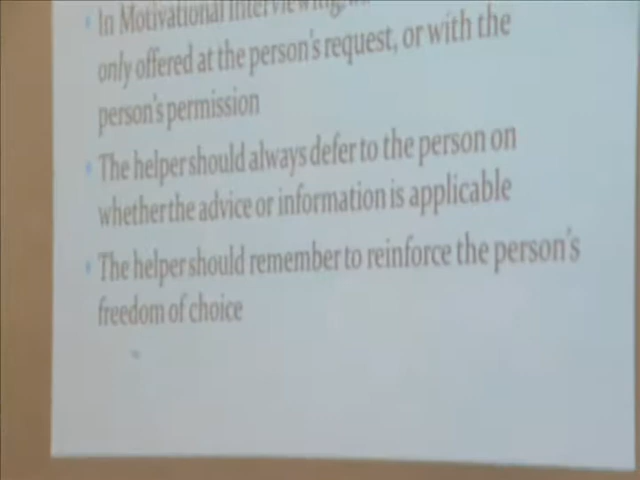 • In Motivational Interviewing,
only offered at the person's request, or with the
person's permission
• The helper should always defer to the person on
whether the advice or information is applicable
• The helper should remember to reinforce the person's
freedom of choice